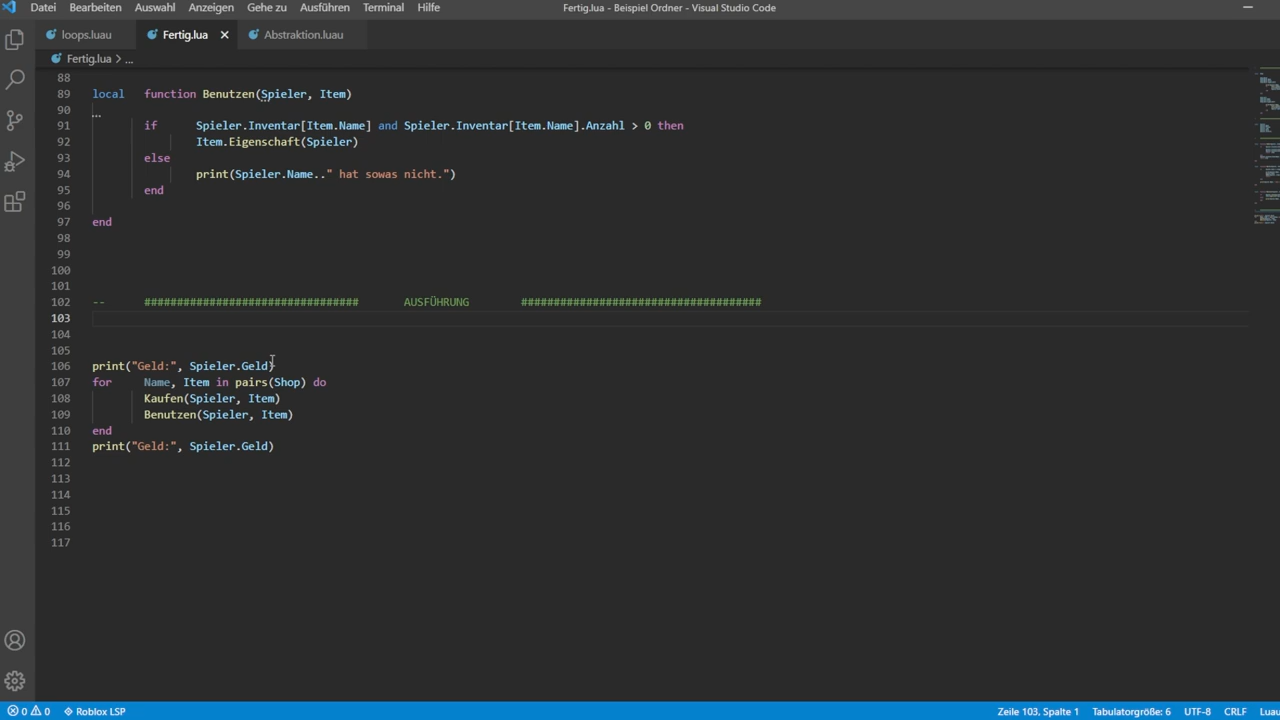 Datei Bearbeiten Auswahl Anzeigen Gehe zu Ausführen Terminal Hilfe Fertig.lua - Beispiel Ordner - Visual Studio Code
loops.luau Fertig.lua Abstraktion.luau
Fertig.lua > ...
88
89 local function Benutzen(Spieler, Item)
90
91 if Spieler.Inventar[Item.Name] and Spieler.Inventar[Item.Name].Anzahl > 0 then
92 Item.Eigenschaft(Spieler)
93 else
94 print(Spieler.Name.." hat sowas nicht.")
95 end
96
97 end
98
99
100
101
102 -- ################################# AUSFÜHRUNG #####################################
103
104
105
106 print("Geld:", Spieler.Geld)
107 for Name, Item in pairs(Shop) do
108 Kaufen(Spieler, Item)
109 Benutzen(Spieler, Item)
110 end
111 print("Geld:", Spieler.Geld)
112
113
114
115
116
117
0 0 Roblox LSP Zeile 103, Spalte 1 Tabulatorgröße: 6 UTF-8 CRLF Luau